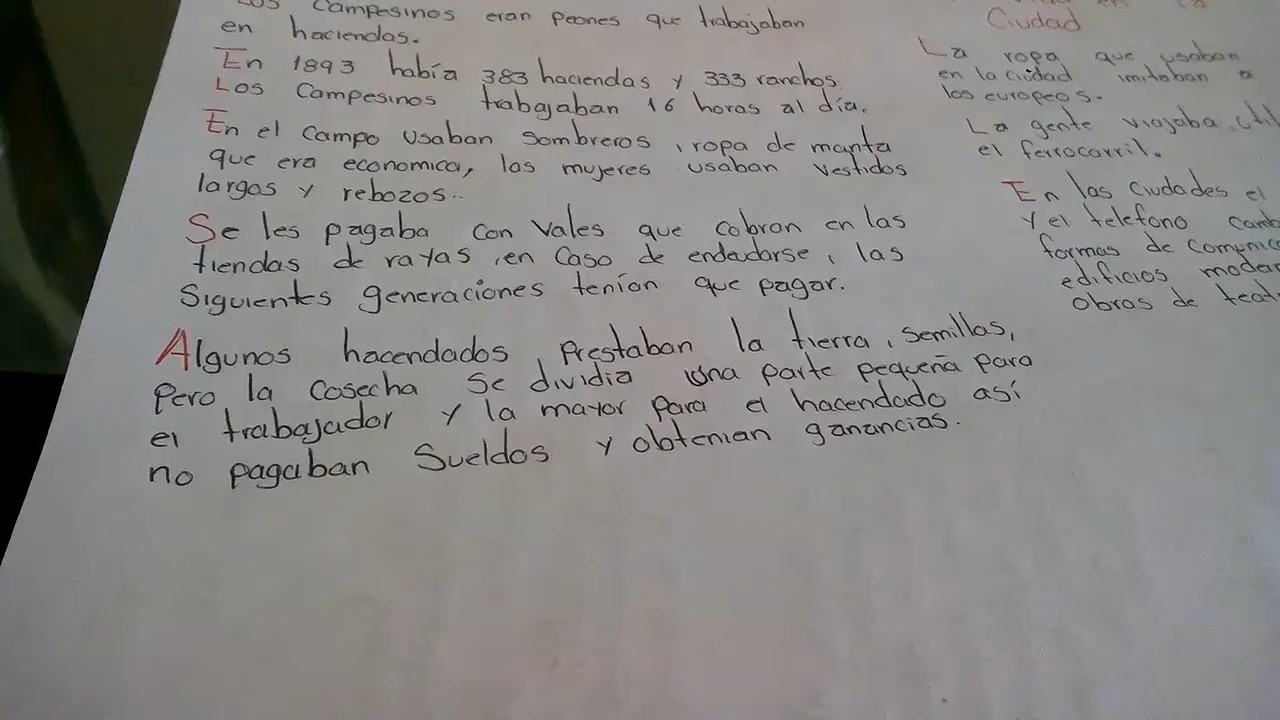 Los campesinos eran peones que trabajaban
en haciendas.
En 1893 había 383 haciendas y 333 ranchos.
Los Campesinos trabajaban 16 horas al día.
En el campo usaban sombreros, ropa de manta
que era economica, las mujeres usaban vestidos
largos y rebozos..
Se les pagaba con vales que cobran en las
tiendas de rayas, en caso de endeudarse, las
Siguientes generaciones tenían que pagar.
Algunos hacendados, prestaban la tierra, semillas,
pero la cosecha se dividia una parte pequeña para
el trabajador y la mayor para el hacendado así
no pagaban Sueldos y obtenian ganancias.
Ciudad
La ropa que usaban
en la ciudad imitaban a
los europeos.
La gente viajaba
el ferrocarril.
En las ciudades el
y el telefono
formas de
edificios
obras de